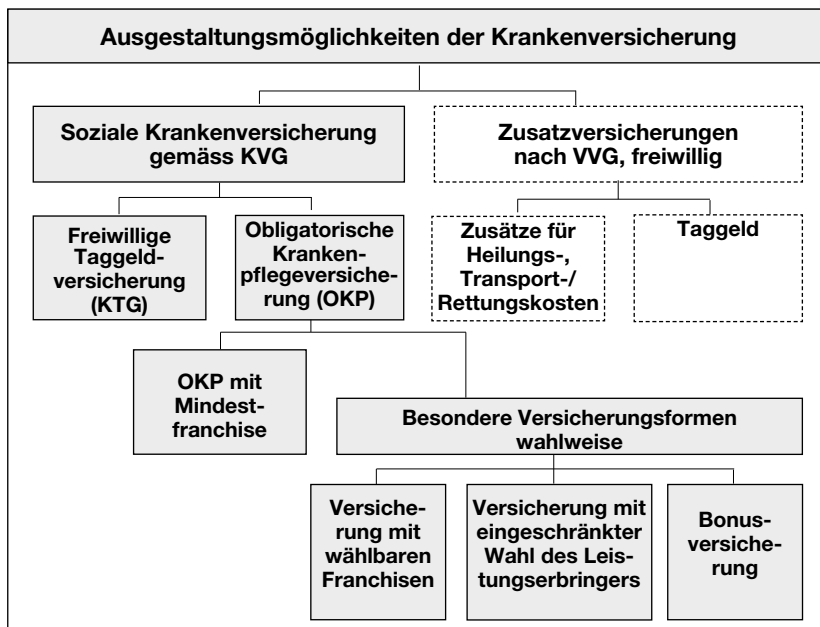 Ausgestaltungsmöglichkeiten der Krankenversicherung
Soziale Krankenversicherung
gemäss KVG
Zusatzversicherungen
nach VVG, freiwillig
Freiwillige
Taggeld-
versicherung
(KTG)
Obligatorische
Kranken-
pflegeversiche-
rung (OKP)
Zusätze für
Heilungs-,
Transport-/
Rettungskosten
Taggeld
OKP mit
Mindest-
franchise
Besondere Versicherungsformen
wahlweise
Versiche-
rung mit
wählbaren
Franchisen
Versicherung mit
eingeschränkter
Wahl des Leis-
tungserbringers
Bonus-
versiche-
rung